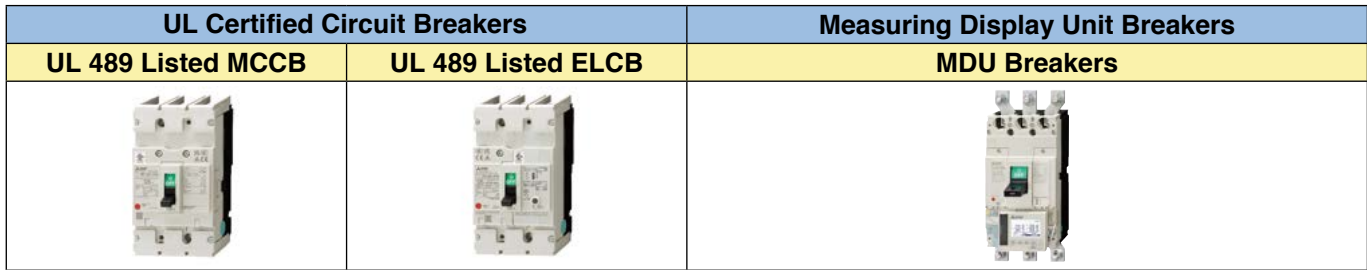 UL Certified Circuit Breakers
Measuring Display Unit Breakers
UL 489 Listed MCCB
UL 489 Listed ELCB
MDU Breakers